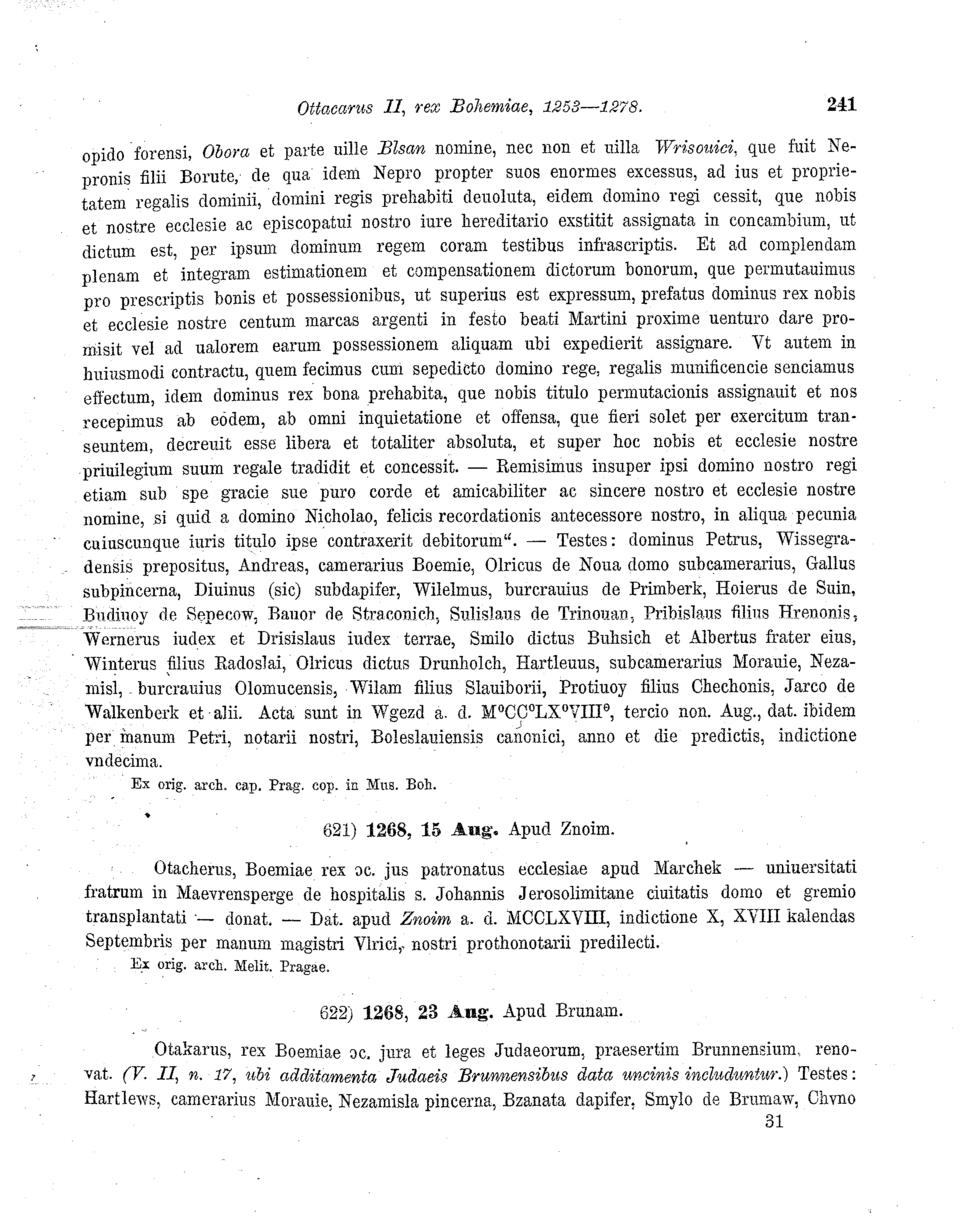 Ottacarus II, rex Bohemiae, 1253—1278. 241
opido forensi, Obora et parte uille Blsan nomine, nec non et uilla Wrisouici, que fuit Ne-
pronis filii Borute, de qua idem Nepro propter suos enormes excessus, ad ius et proprie-
tatem regalis dominii, domini regis prehabiti deuoluta, eidem domino regi cessit, que nobis
et nostre ecclesie ac episcopatui nostro iure hereditario exstitit assignata in concambium, ut
dictum est, per ipsum dominum regem coram testibus infrascriptis. Et ad complendam
plenam et integram estimationem et compensationem dictorum bonorum, que permutauimus
pro prescriptis bonis et possessionibus, ut superius est expressum, prefatus dominus rex nobis
et ecclesie nostre centum marcas argenti in festo beati Martini proxime uenturo dare pro-
misit vel ad ualorem earum possessionem aliquam ubi expedierit assignare. Vt autem in
huiusmodi contractu, quem fecimus cum sepedicto domino rege, regalis munificencie senciamus
effectum, idem dominus rex bona prehabita, que nobis titulo permutacionis assignauit et nos
recepimus ab eodem, ab omni inquietatione et offensa, que fieri solet per exercitum tran-
seuntem, decreuit esse libera et totaliter absoluta, et super hoc nobis et ecclesie nostre
priuilegium suum regale tradidit et concessit. — Remisimus insuper ipsi domino nostro regi
etiam sub spe gracie sue puro corde et amicabiliter ac sincere nostro et ecclesie nostre
nomine, si quid a domino Nicholao, felicis recordationis antecessore nostro, in aliqua pecunia
cuiuscunque iuris titulo ipse contraxerit debitorum“. — Testes: dominus Petrus, Wissegra-
densis prepositus, Andreas, camerarius Boemie, Olricus de Noua domo subcamerarius, Gallus
subpincerna, Diuinus (sic) subdapifer, Wilelmus, burcrauius de Primberk, Hoierus de Suin,
Budiuoy de Sepecow, Bauor de Straconich, Sulislaus de Trinouan, Pribislaus filius Hrenonis,
Wernerus iudex et Drisislaus iudex terrae, Smilo dictus Buhsich et Albertus frater eius,
Winterus filius Radoslai, Olricus dictus Drunholch, Hartleuus, subcamerarius Morauie, Neza-
misl, burcrauius Olomucensis, Wilam filius Slauiborii, Protiuoy filius Chechonis, Jarco de
Walkenberk et alii. Acta sunt in Wgezd a. d. M⁰CC⁰LX⁰VIII⁰, tercio non. Aug., dat. ibidem
per manum Petri, notarii nostri, Boleslauiensis canonici, anno et die predictis, indictione
vndecima.
Ex orig. arch. cap. Prag. cop. in Mus. Boh.
621) 1268, 15 Aug. Apud Znoim.
Otacherus, Boemiae rex ɔc. jus patronatus ecclesiae apud Marchek — uniuersitati
fratrum in Maevrensperge de hospitalis s. Johannis Jerosolimitane ciuitatis domo et gremio
transplantati — donat. — Dat. apud Znoim a. d. MCCLXVIII, indictione X, XVIII kalendas
Septembris per manum magistri Vlrici, nostri prothonotarii predilecti.
Ex orig. arch. Melit. Pragae.
622) 1268, 23 Aug. Apud Brunam.
Otakarus, rex Boemiae ɔc. jura et leges Judaeorum, praesertim Brunnensium, reno-
vat. (V. II, n. 17, ubi additamenta Judaeis Brunnensibus data uncinis includuntur.) Testes:
Hartlews, camerarius Morauie, Nezamisla pincerna, Bzanata dapifer, Smylo de Brumaw, Chvno
31